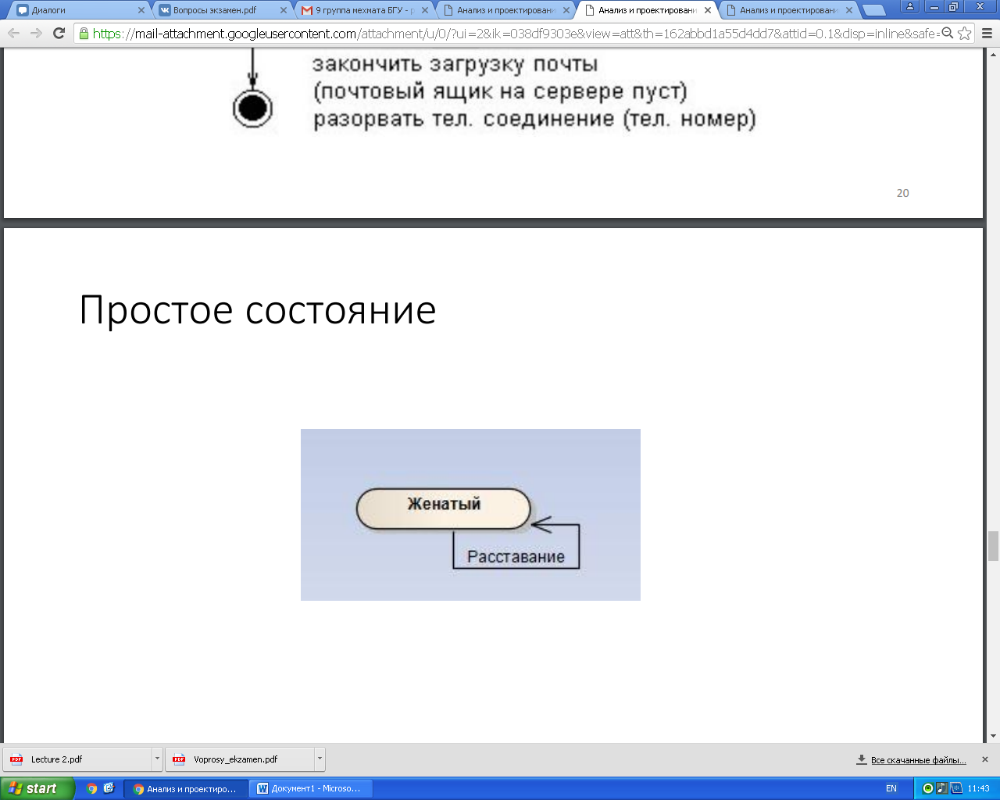 Диалоги
Вопросы экзамен.pdf
9 группа мехмата БГУ - р
Анализ и проектировани
Анализ и проектировани
Анализ и проектировани
https://mail-attachment.googleusercontent.com/attachment/u/0/?ui=2&ik=038df9303e&view=att&th=162abbd1a55d4dd7&attid=0.1&disp=inline&safe=
закончить загрузку почты
(почтовый ящик на сервере пуст)
разорвать тел. соединение (тел. номер)
20
Простое состояние
Женатый
Расставание
PDF Lecture 2.pdf
PDF Voprosy_ekzamen.pdf
Все скачанные файлы...
start
Анализ и проектиро...
Документ1 - Microso...
EN
11:43